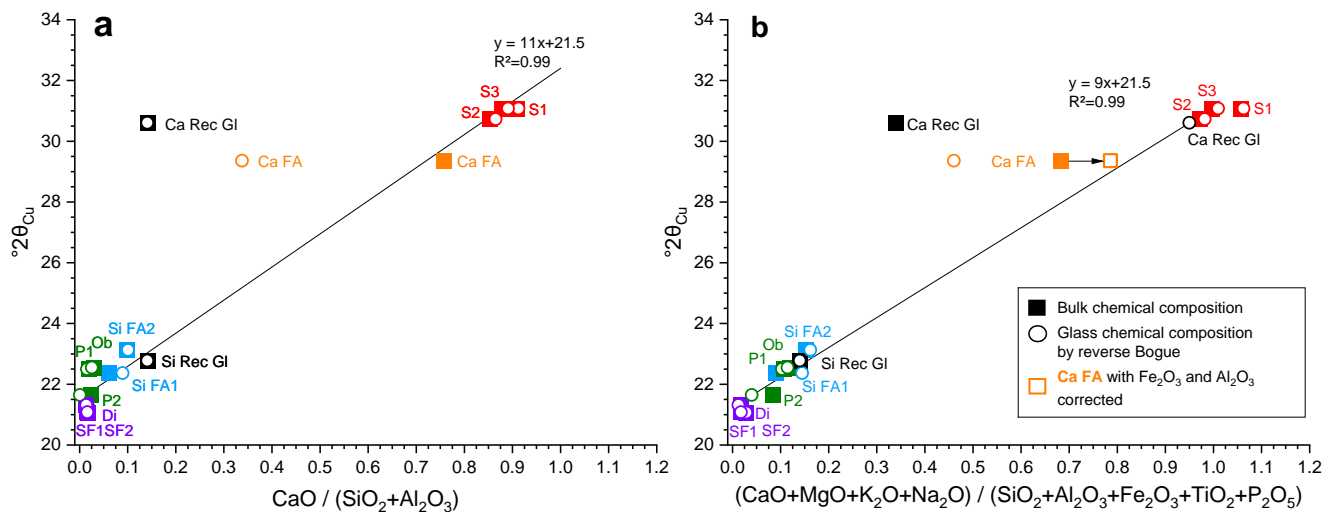 a
y = 11x+21.5
R²=0.99
34
32
30
28
26
24
22
20
°2θCu
S3
S2
S1
Ca Rec Gl
Ca FA
Ca FA
Si FA2
Ob
P1
Si Rec Gl
Si FA1
P2
Di
SF1SF2
0.0 0.1 0.2 0.3 0.4 0.5 0.6 0.7 0.8 0.9 1.0 1.1 1.2
CaO / (SiO₂+Al₂O₃)
b
y = 9x+21.5
R²=0.99
34
32
30
28
26
24
22
20
°2θCu
S3
S2
S1
Ca Rec Gl
Ca Rec Gl
Ca FA
Si FA2
Ob
P1
Si Rec Gl
Si FA1
P2
Di
SF1 SF2
Bulk chemical composition
Glass chemical composition
by reverse Bogue
Ca FA with Fe₂O₃ and Al₂O₃
corrected
0.0 0.1 0.2 0.3 0.4 0.5 0.6 0.7 0.8 0.9 1.0 1.1 1.2
(CaO+MgO+K₂O+Na₂O) / (SiO₂+Al₂O₃+Fe₂O₃+TiO₂+P₂O₅)